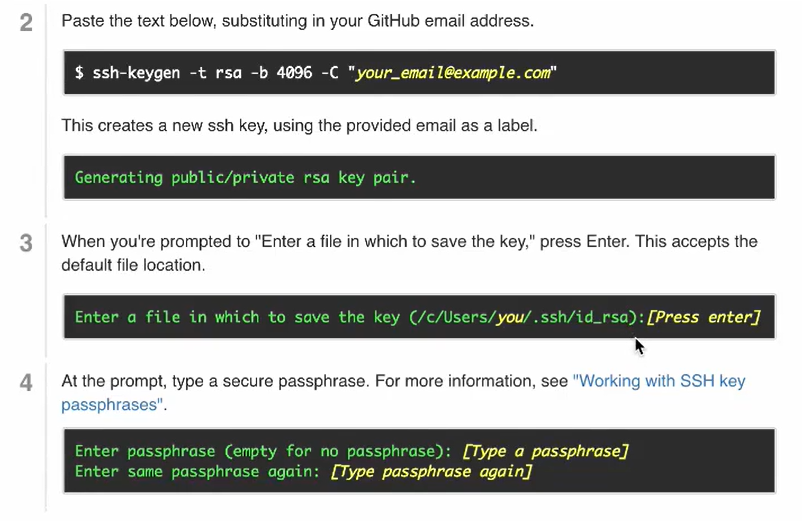 2
Paste the text below, substituting in your GitHub email address.
$ ssh-keygen -t rsa -b 4096 -C "your_email@example.com"
This creates a new ssh key, using the provided email as a label.
Generating public/private rsa key pair.
3
When you're prompted to "Enter a file in which to save the key," press Enter. This accepts the
default file location.
Enter a file in which to save the key (/c/Users/you/.ssh/id_rsa):[Press enter]
4
At the prompt, type a secure passphrase. For more information, see "Working with SSH key
passphrases".
Enter passphrase (empty for no passphrase): [Type a passphrase]
Enter same passphrase again: [Type passphrase again]